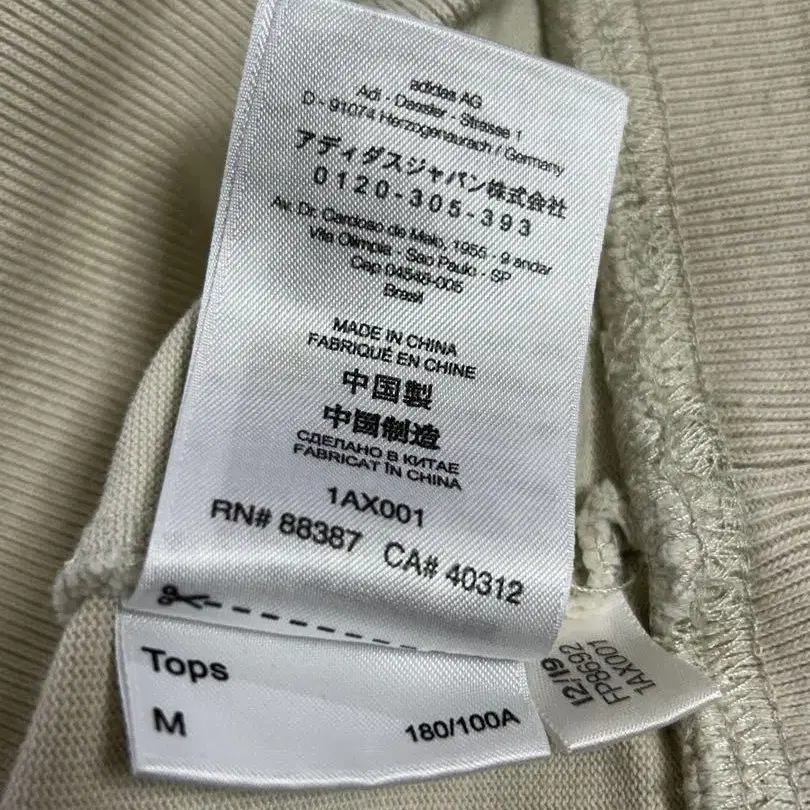 adidas AG
Adi - Dassler - Strasse 1
D - 91074 Herzogenaurach / Germany
アディダスジャパン株式会社
0120-305-393
Av. Dr. Cardoso de Melo, 1955 - 9 andar
Vila Olimpia - Sao Paulo - SP
Cep 04548-005
Brasil
MADE IN CHINA
FABRIQUÉ EN CHINE
中国製
中国制造
СДЕЛАНО В КИТАЕ
FABRICAT ÎN CHINA
1AX001
RN# 88387 CA# 40312
Tops
M 180/100A
12/19
FP8692
1AX001